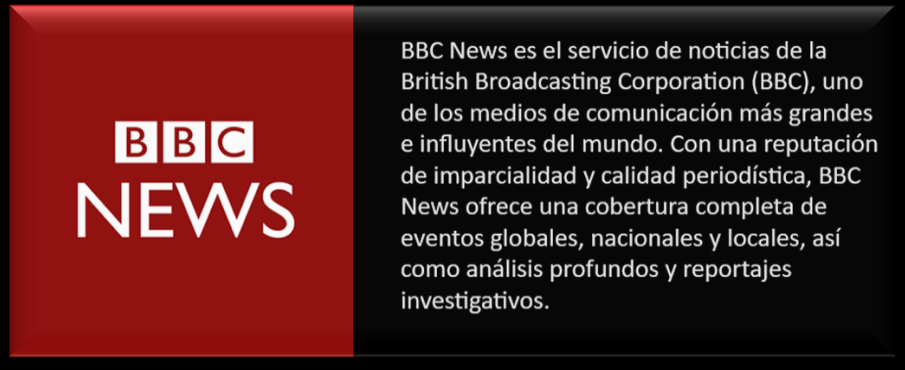 BBC
NEWS
BBC News es el servicio de noticias de la
British Broadcasting Corporation (BBC), uno
de los medios de comunicación más grandes
e influyentes del mundo. Con una reputación
de imparcialidad y calidad periodística, BBC
News ofrece una cobertura completa de
eventos globales, nacionales y locales, así
como análisis profundos y reportajes
investigativos.